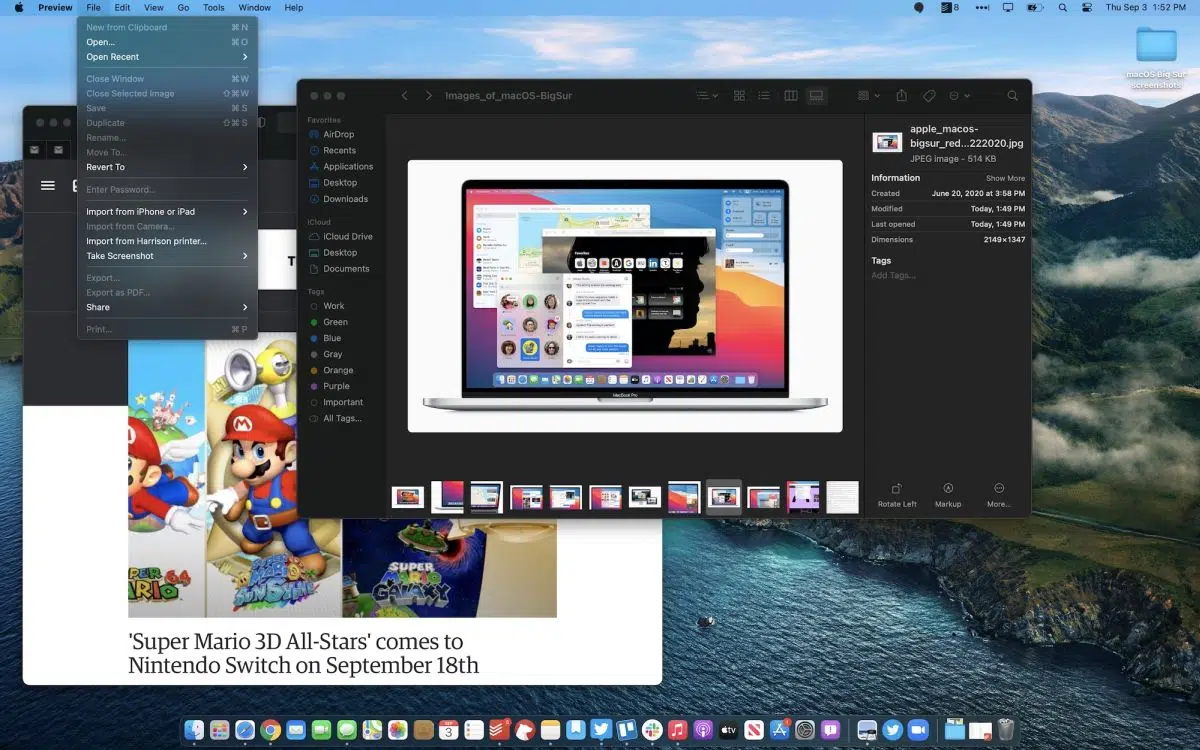 Preview File Edit View Go Tools Window Help
8
Thu Sep 3 1:52 PM
New from Clipboard ⌘ N
Open... ⌘ O
Open Recent
Close Window ⌘ W
Close Selected Image ⇧⌘ W
Save ⌘ S
Duplicate ⇧⌘ S
Rename...
Move To...
Revert To
Enter Password...
Import from iPhone or iPad
Import from Camera...
Import from Harrison printer...
Take Screenshot
Export...
Export as PDF...
Share
Print... ⌘ P
macOS-Big Sur
screenshots
Images_of_macOS-BigSur
Favorites
AirDrop
Recents
Applications
Desktop
Downloads
iCloud
iCloud Drive
Desktop
Documents
Tags
Work
Green
Blue
Gray
Orange
Purple
Important
All Tags...
MacBook Pro
apple_macos-
bigsur_red...222020.jpg
JPEG image - 514 KB
Information Show More
Created June 20, 2020 at 3:58 PM
Modified Today, 1:49 PM
Last opened Today, 1:49 PM
Dimensions 2149×1347
Tags
Add Tags...
Rotate Left Markup More...
T
SUPER
MARIO
GALAXY
'Super Mario 3D All-Stars' comes to
Nintendo Switch on September 18th
SEP
3
tv